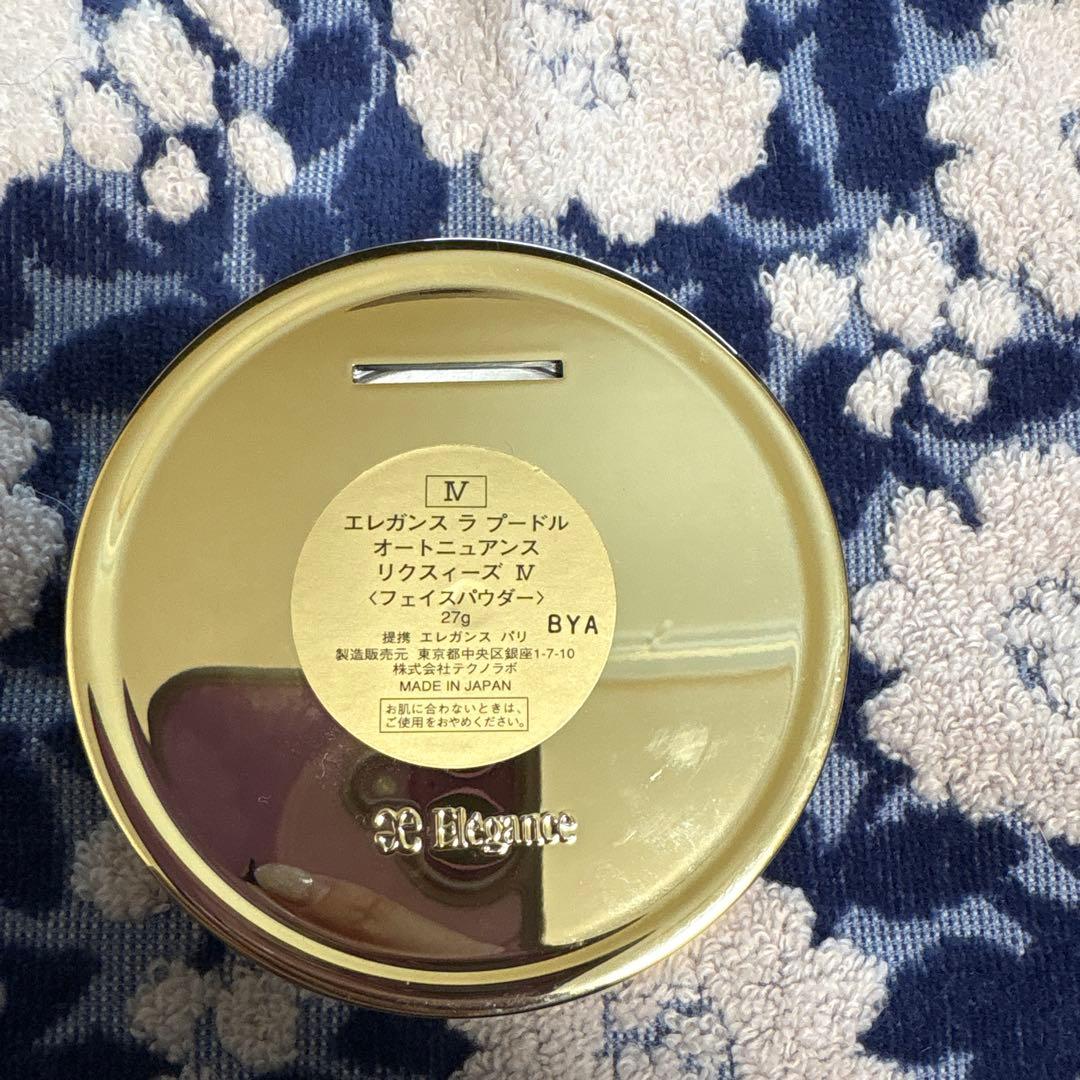 Ⅳ
エレガンス ラ プードル
オートニュアンス
リクスィーズ Ⅳ
〈フェイスパウダー〉
27g
BYA
提携 エレガンス パリ
製造販売元 東京都中央区銀座1-7-10
株式会社テクノラボ
MADE IN JAPAN
お肌に合わないときは、
ご使用をおやめください。
Elégance